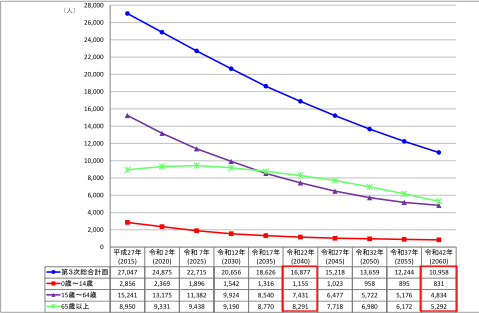 （人）
28,000
26,000
24,000
22,000
20,000
18,000
16,000
14,000
12,000
10,000
8,000
6,000
4,000
2,000
0
平成27年 令和 2年 令和 7年 令和12年 令和17年 令和22年 令和27年 令和32年 令和37年 令和42年
(2015) (2020) (2025) (2030) (2035) (2040) (2045) (2050) (2055) (2060)
第３次総合計画 27,047 24,875 22,715 20,656 18,626 16,877 15,218 13,659 12,244 10,958
0歳～14歳 2,856 2,369 1,896 1,542 1,316 1,155 1,023 958 895 831
15歳～64歳 15,241 13,175 11,382 9,924 8,540 7,431 6,477 5,722 5,176 4,834
65歳以上 8,950 9,331 9,438 9,190 8,770 8,291 7,718 6,980 6,172 5,292